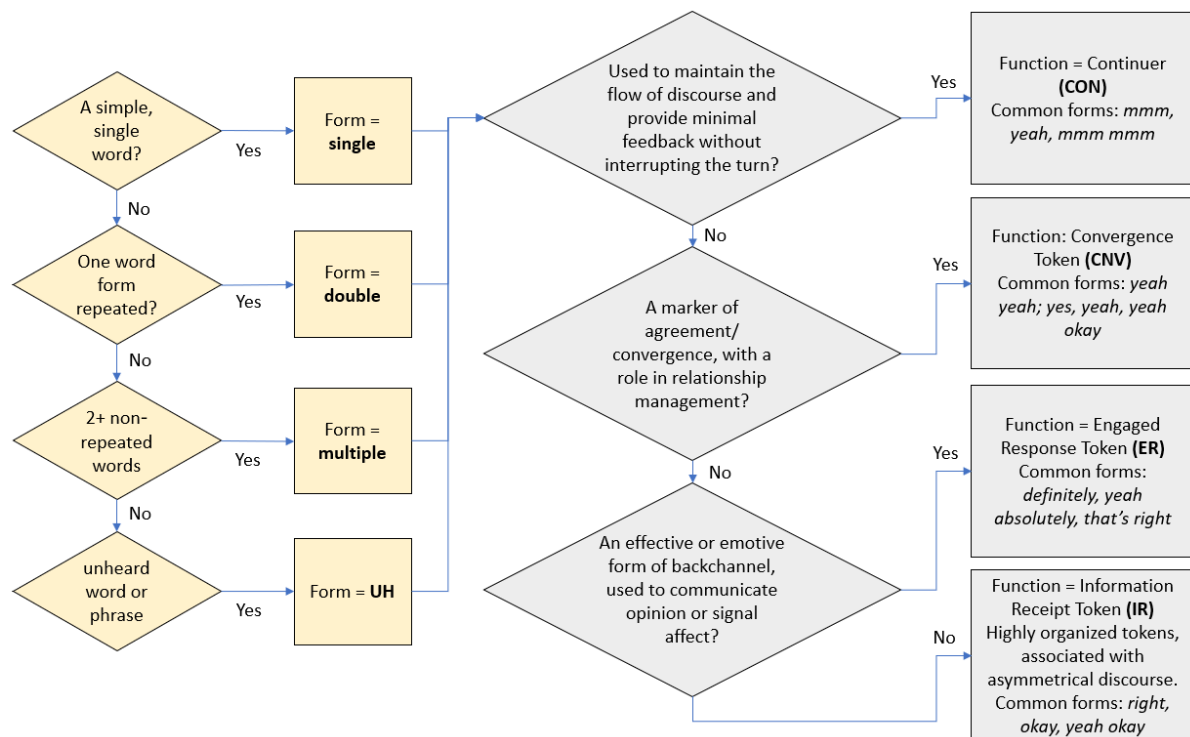 A simple,
single
word?
Yes
Form =
single
No
One word
form
repeated?
Yes
Form =
double
No
2+ non-
repeated
words
Yes
Form =
multiple
No
unheard
word or
phrase
Yes
Form = UH
Used to maintain the
flow of discourse and
provide minimal
feedback without
interrupting the turn?
Yes
Function = Continuer
(CON)
Common forms: mmm,
yeah, mmm mmm
No
A marker of
agreement/
convergence, with a
role in relationship
management?
Yes
Function: Convergence
Token (CNV)
Common forms: yeah
yeah; yes, yeah, yeah
okay
No
An effective or emotive
form of backchannel,
used to communicate
opinion or signal
affect?
Yes
Function = Engaged
Response Token (ER)
Common forms:
definitely, yeah
absolutely, that's right
No
Function = Information
Receipt Token (IR)
Highly organized tokens,
associated with
asymmetrical discourse.
Common forms: right,
okay, yeah okay